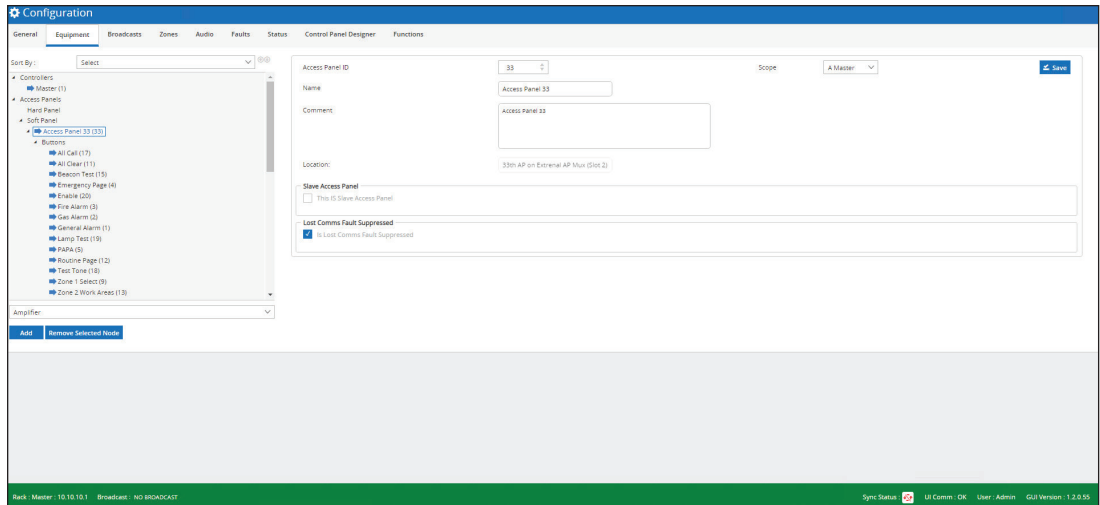 Configuration
General Equipment Broadcasts Zones Audio Faults Status Control Panel Designer Functions
Sort By : Select
Controllers
Master (1)
Access Panels
Hard Panel
Soft Panel
Access Panel 33 (33)
Buttons
All Call (17)
All Clear (11)
Beacon Test (15)
Emergency Page (4)
Enable (20)
Fire Alarm (3)
Gas Alarm (2)
General Alarm (1)
Lamp Test (19)
PAPA (5)
Routine Page (12)
Test Tone (18)
Zone 1 Select (9)
Zone 2 Work Areas (13)
Amplifier
Add Remove Selected Node
Access Panel ID 33 Scope A Master Save
Name Access Panel 33
Comment Access Panel 33
Location: 33th AP on Extrenal AP Mux (Slot 2)
Slave Access Panel
This IS Slave Access Panel
Lost Comms Fault Suppressed
Is Lost Comms Fault Suppressed
Rack : Master : 10.10.10.1 Broadcast : NO BROADCAST Sync Status : UI Comm : OK User : Admin GUI Version : 1.2.0.55